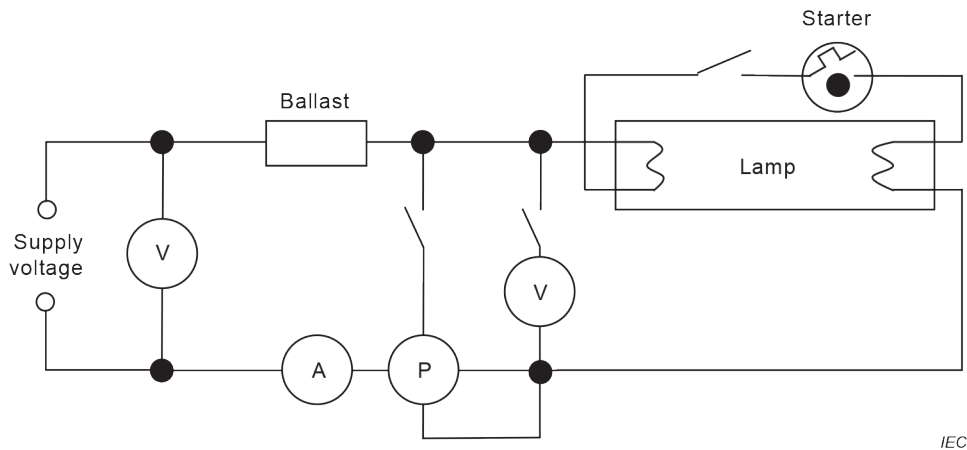 Starter
Ballast
Lamp
Supply
voltage
V
V
A
P
IEC